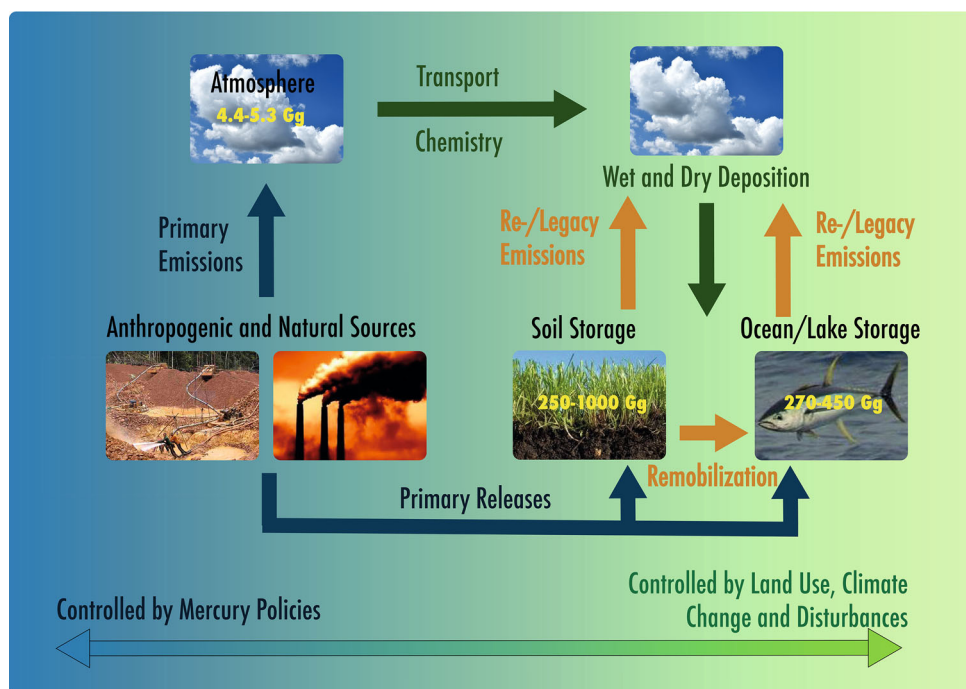 Atmosphere
4.4-5.3 Gg
Transport
Chemistry
Wet and Dry Deposition
Primary
Emissions
Re-/Legacy
Emissions
Re-/Legacy
Emissions
Anthropogenic and Natural Sources
Soil Storage
Ocean/Lake Storage
250-1000 Gg
270-450 Gg
Remobilization
Primary Releases
Controlled by Mercury Policies
Controlled by Land Use, Climate
Change and Disturbances